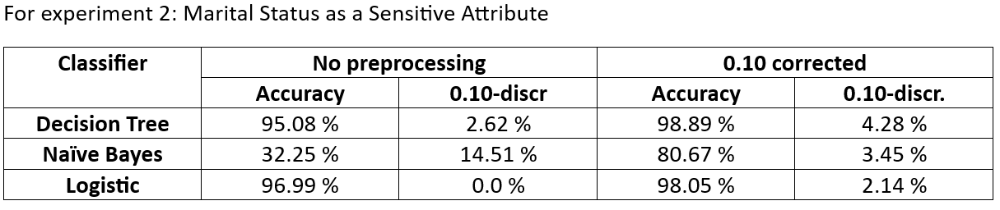 For experiment 2: Marital Status as a Sensitive Attribute
Classifier No preprocessing 0.10 corrected
Accuracy 0.10-discr Accuracy 0.10-discr.
Decision Tree 95.08 % 2.62 % 98.89 % 4.28 %
Naïve Bayes 32.25 % 14.51 % 80.67 % 3.45 %
Logistic 96.99 % 0.0 % 98.05 % 2.14 %